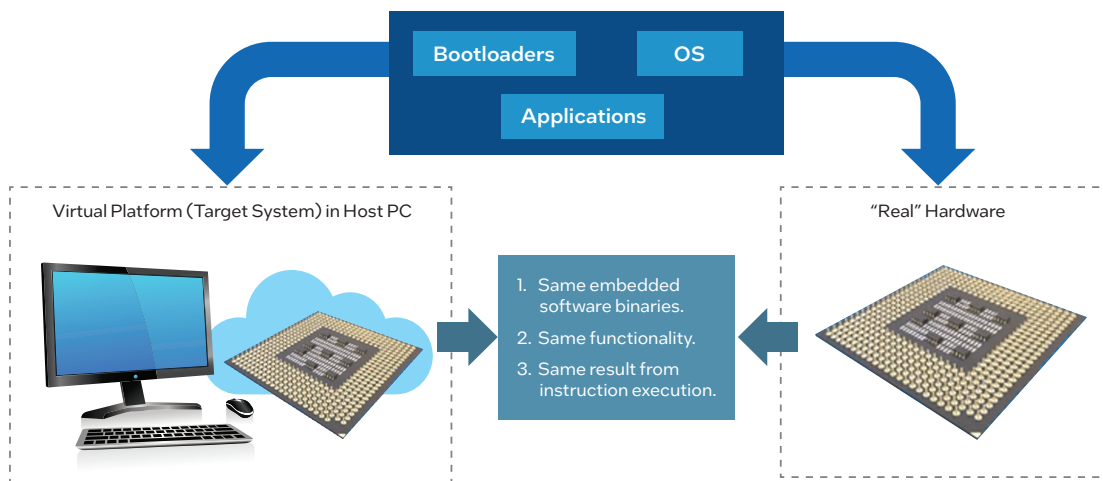 Bootloaders
OS
Applications
Virtual Platform (Target System) in Host PC
“Real” Hardware
1. Same embedded
software binaries.
2. Same functionality.
3. Same result from
instruction execution.